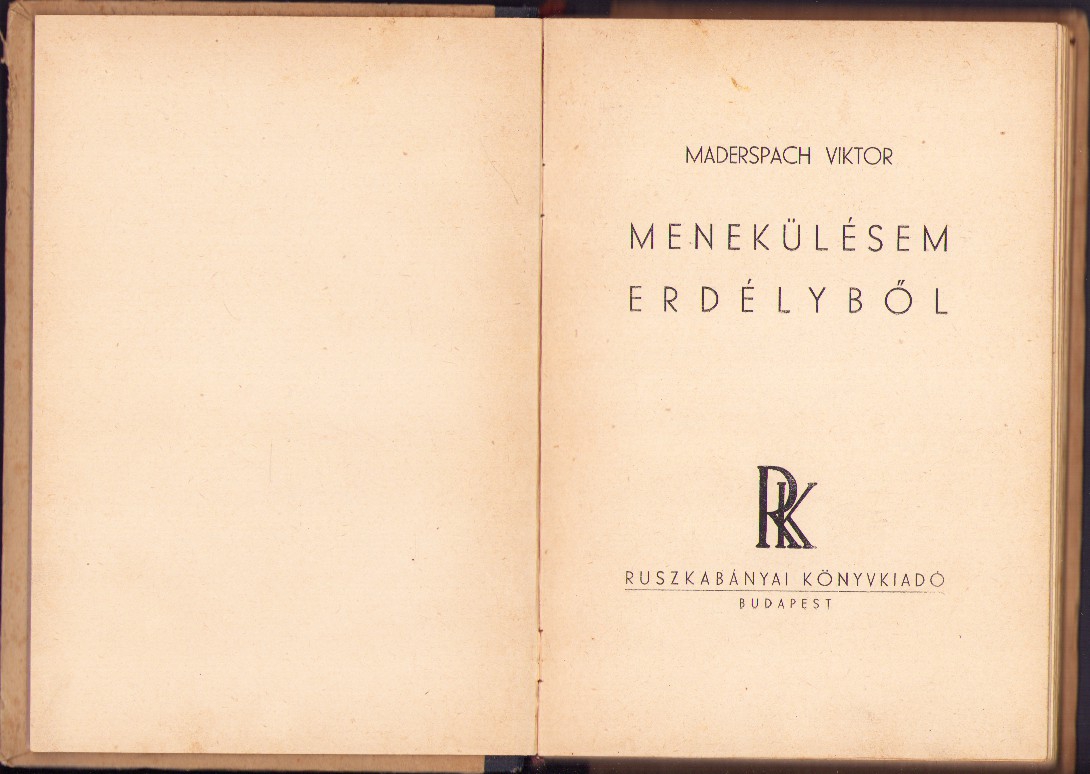 MADERSPACH VIKTOR
MENEKÜLÉSEM
ERDÉLYBŐL
RK
RUSZKABÁNYAI KÖNYVKIADÓ
BUDAPEST